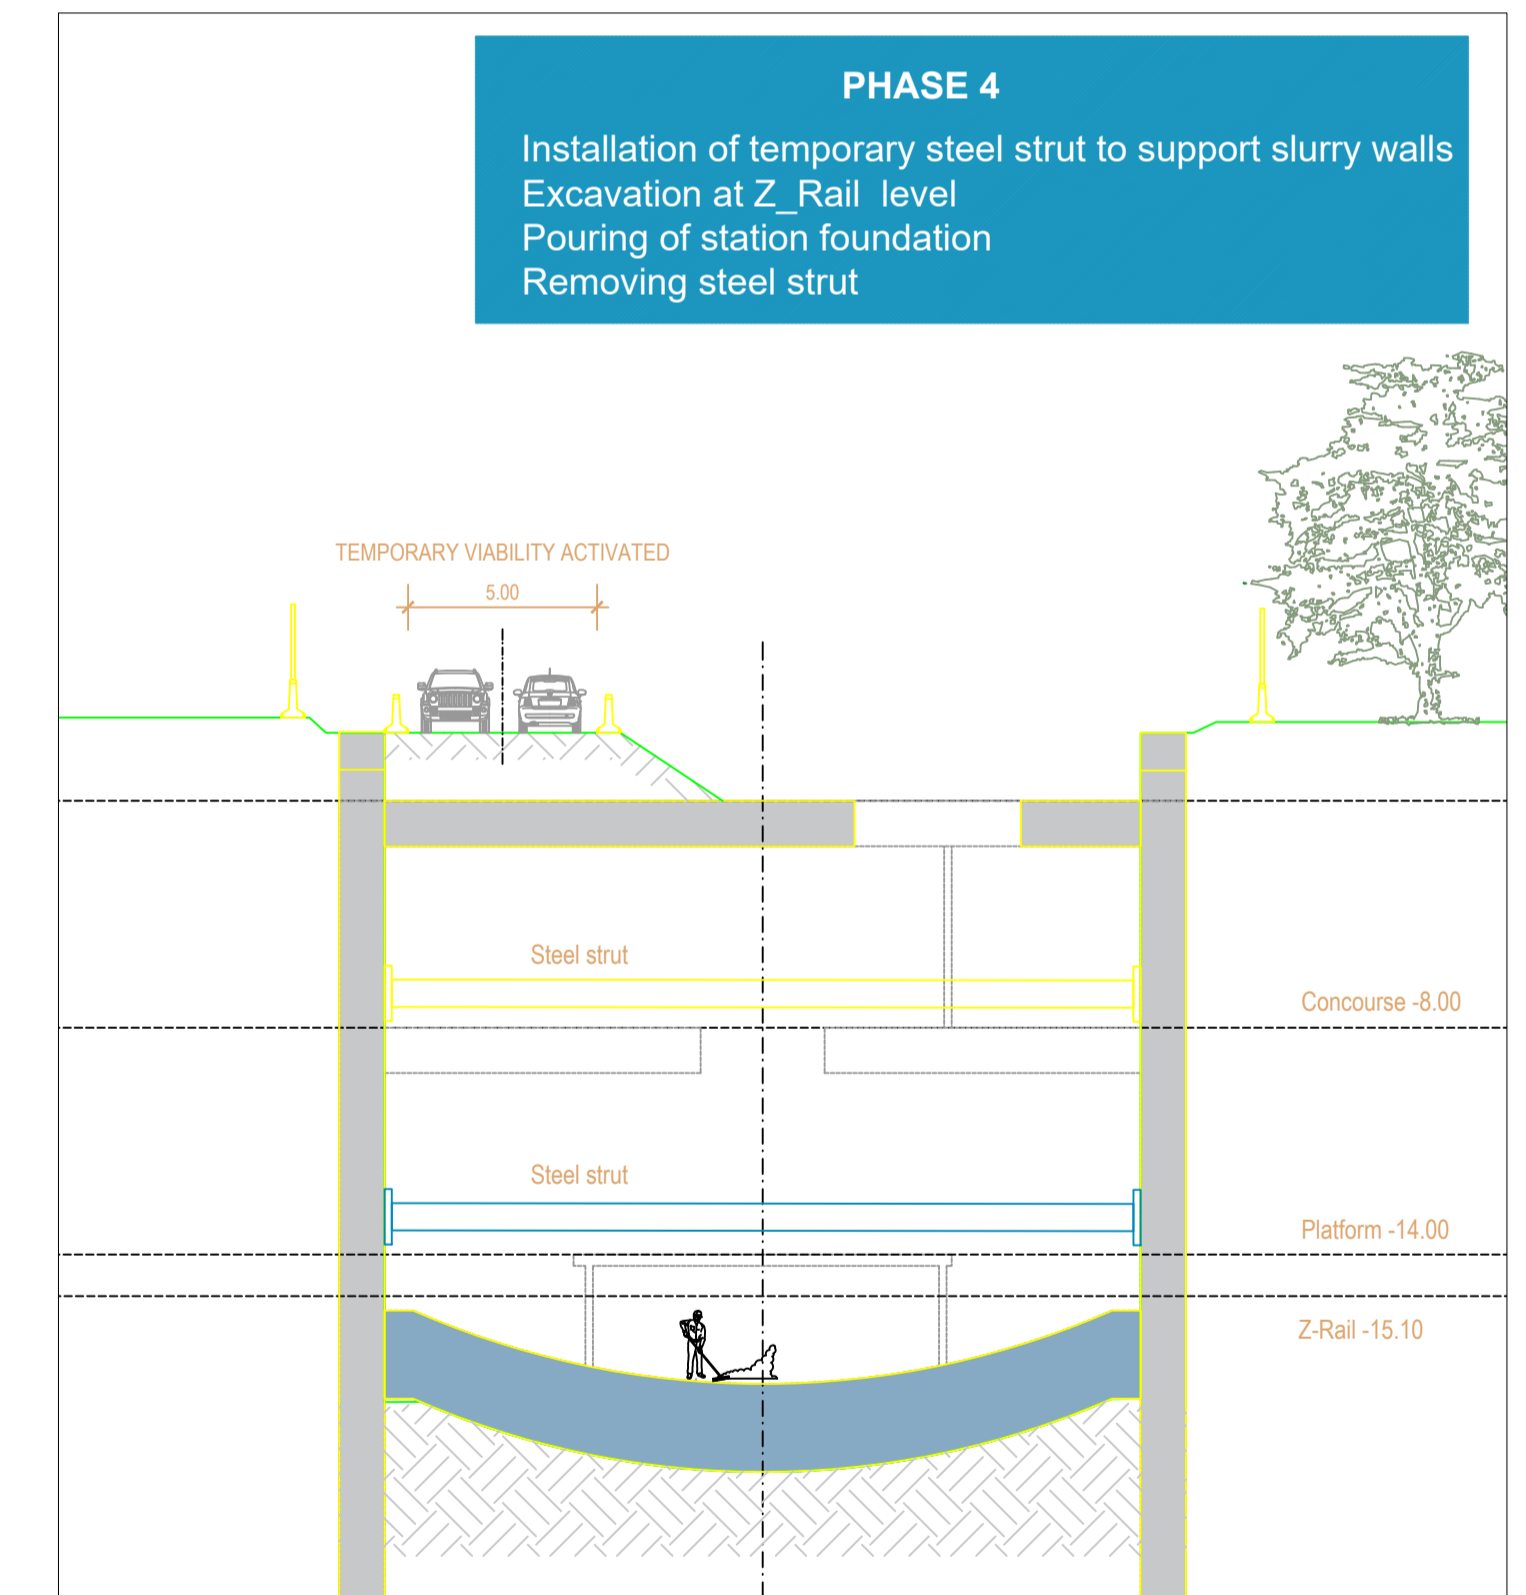 PHASE 4
Installation of temporary steel strut to support slurry walls
Excavation at Z_Rail level
Pouring of station foundation
Removing steel strut
TEMPORARY VIABILITY ACTIVATED
5.00
Steel strut
Concourse -8.00
Steel strut
Platform -14.00
Z-Rail -15.10